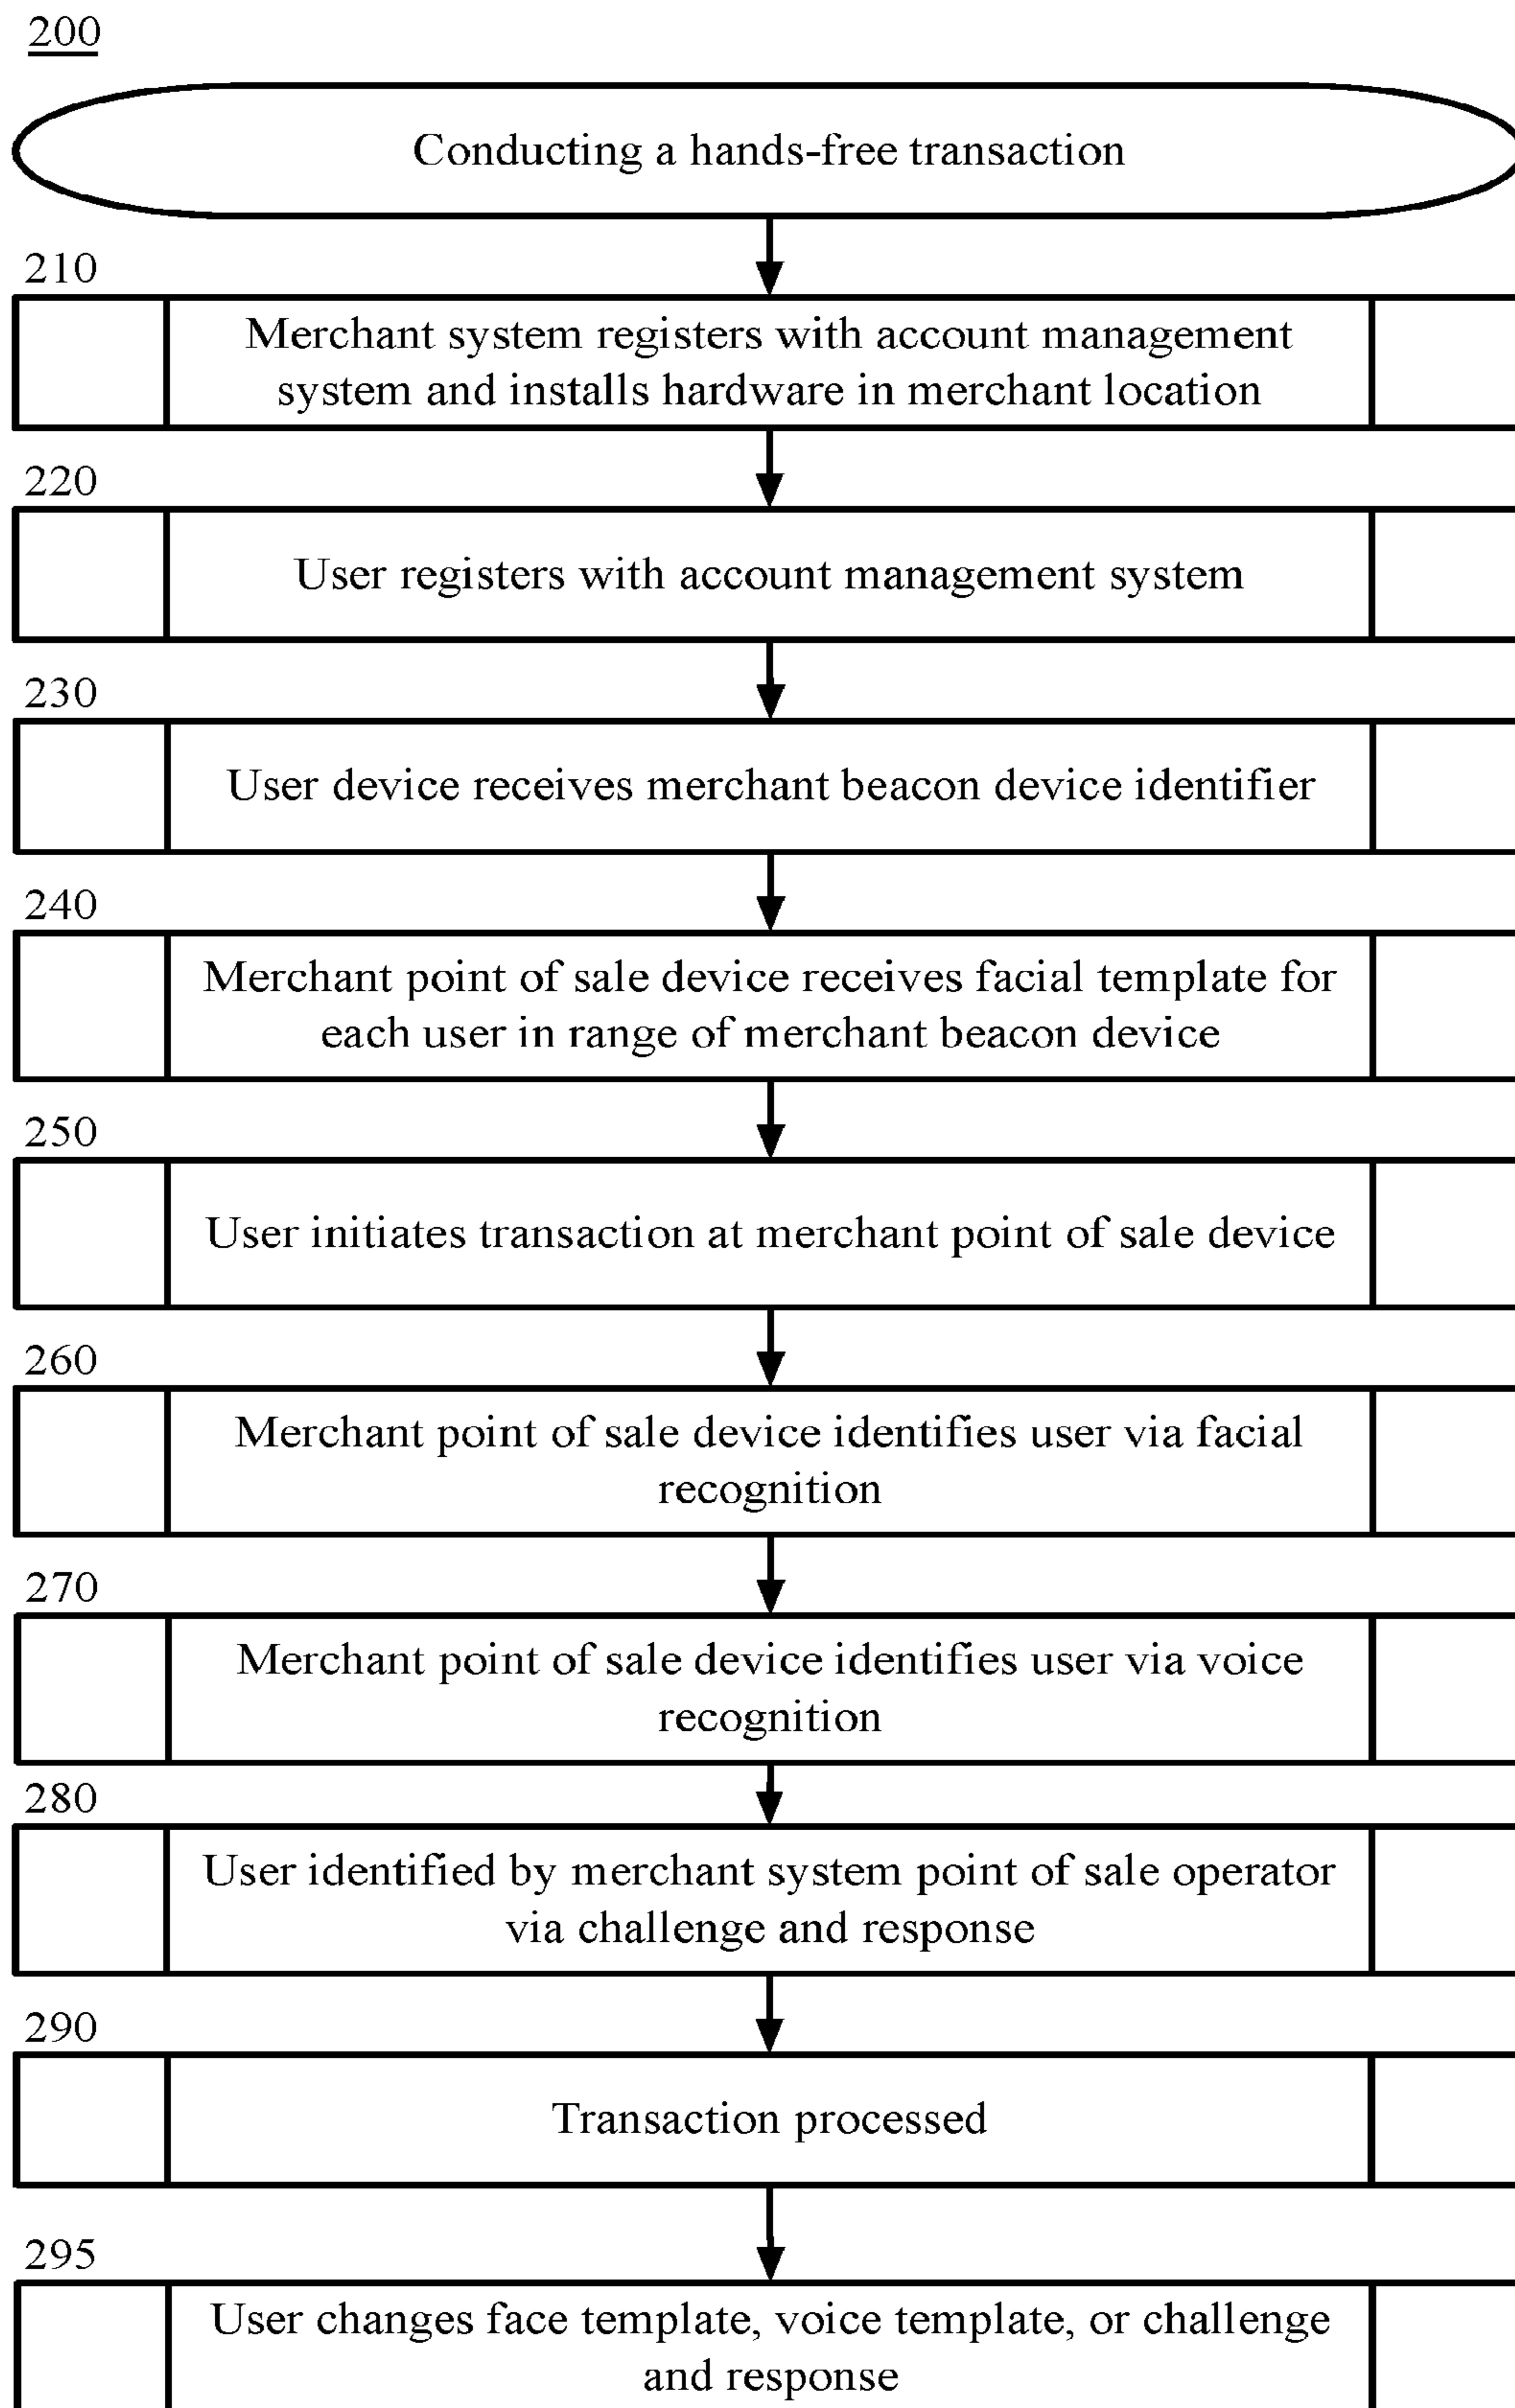 200
Conducting a hands-free transaction
210
Merchant system registers with account management
system and installs hardware in merchant location
220
User registers with account management system
230
User device receives merchant beacon device identifier
240
Merchant point of sale device receives facial template for
each user in range of merchant beacon device
250
User initiates transaction at merchant point of sale device
260
Merchant point of sale device identifies user via facial
recognition
270
Merchant point of sale device identifies user via voice
recognition
280
User identified by merchant system point of sale operator
via challenge and response
290
Transaction processed
295
User changes face template, voice template, or challenge
and response